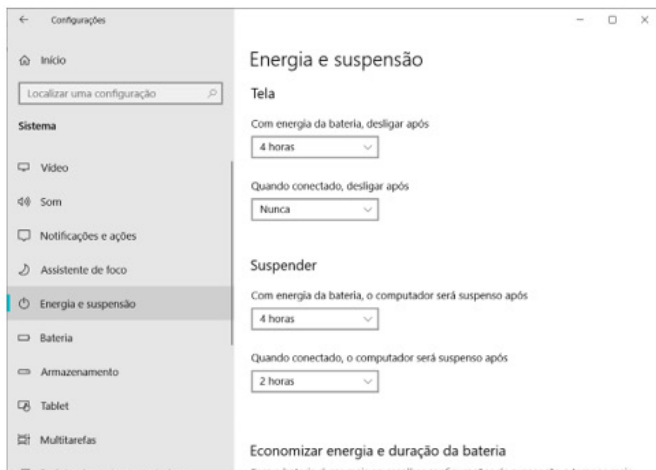 Configurações
Início
Localizar uma configuração
Sistema
Vídeo
Som
Notificações e ações
Assistente de foco
Energia e suspensão
Bateria
Armazenamento
Tablet
Multitarefas
Energia e suspensão
Tela
Com energia da bateria, desligar após
4 horas
Quando conectado, desligar após
Nunca
Suspender
Com energia da bateria, o computador será suspenso após
4 horas
Quando conectado, o computador será suspenso após
2 horas
Economizar energia e duração da bateria